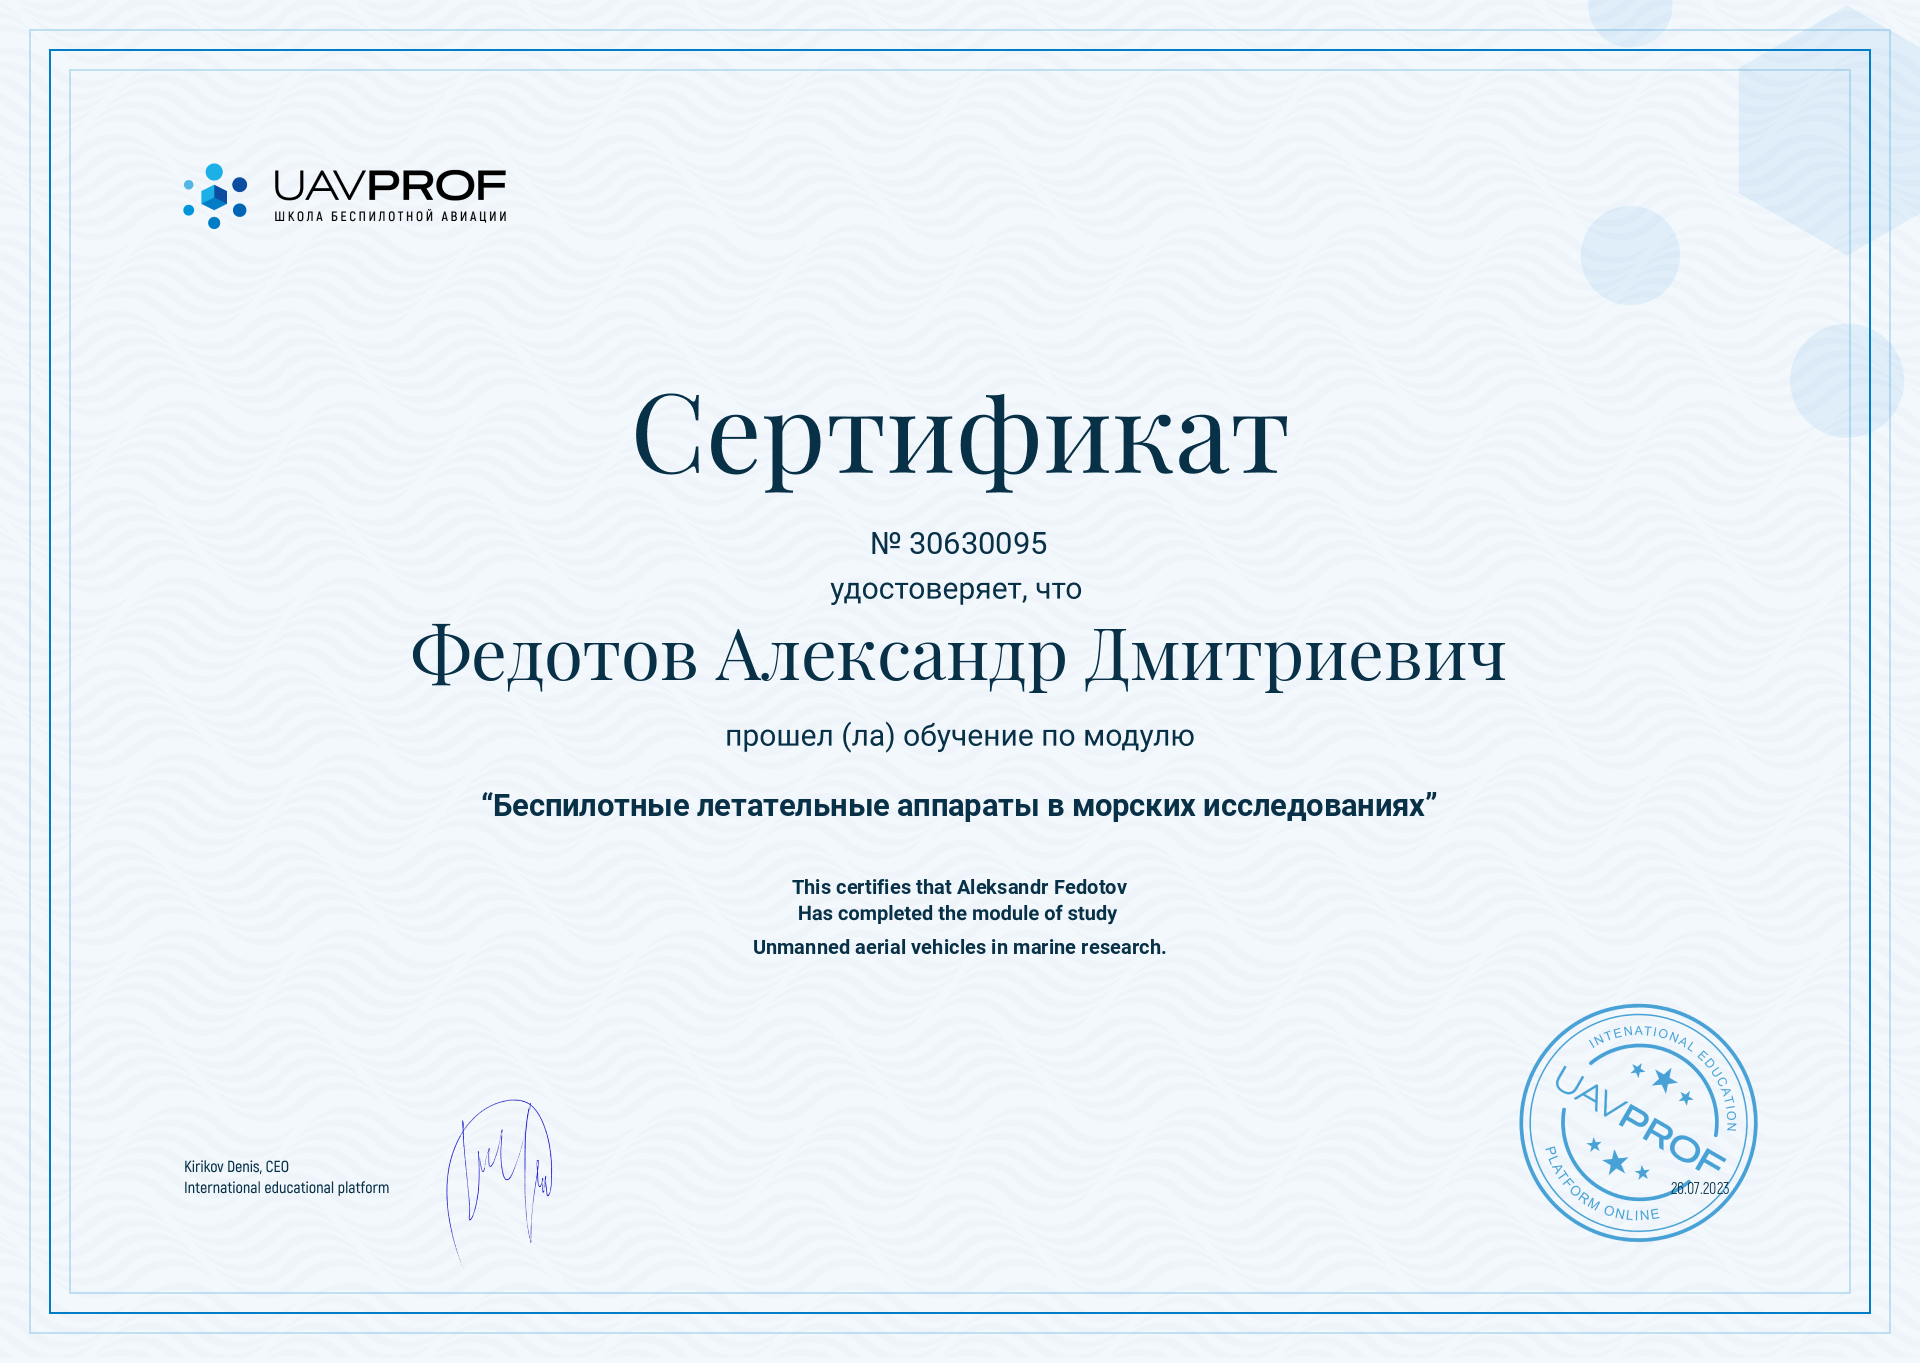 UAVPROF
ШКОЛА БЕСПИЛОТНОЙ АВИАЦИИ
Сертификат
№ 30630095
удостоверяет, что
Федотов Александр Дмитриевич
прошел (ла) обучение по модулю
“Беспилотные летательные аппараты в морских исследованиях”
This certifies that Aleksandr Fedotov
Has completed the module of study
Unmanned aerial vehicles in marine research.
Kirikov Denis, CEO
International educational platform
INTENATIONAL EDUCATION
UAVPROF
PLATFORM ONLINE
28.07.2023